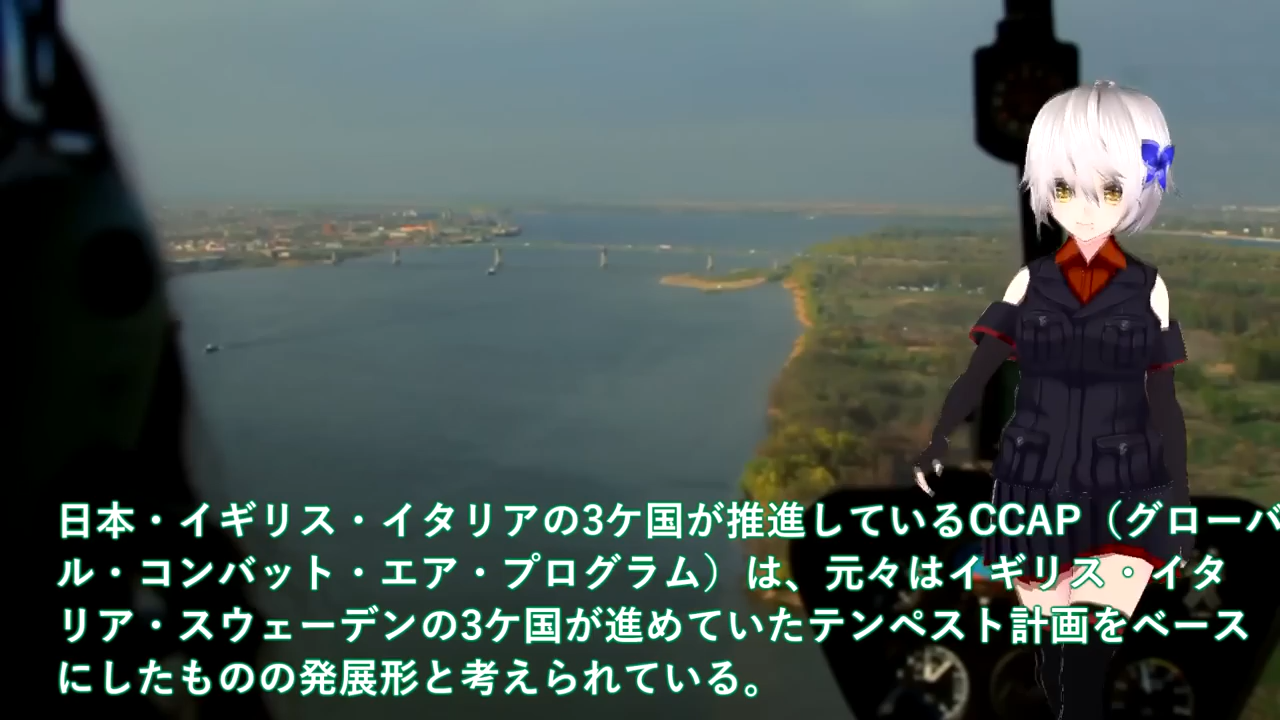 日本・イギリス・イタリアの3ケ国が推進しているCCAP（グローバ
ル・コンバット・エア・プログラム）は、元々はイギリス・イタ
リア・スウェーデンの3ケ国が進めていたテンペスト計画をベース
にしたものの発展形と考えられている。